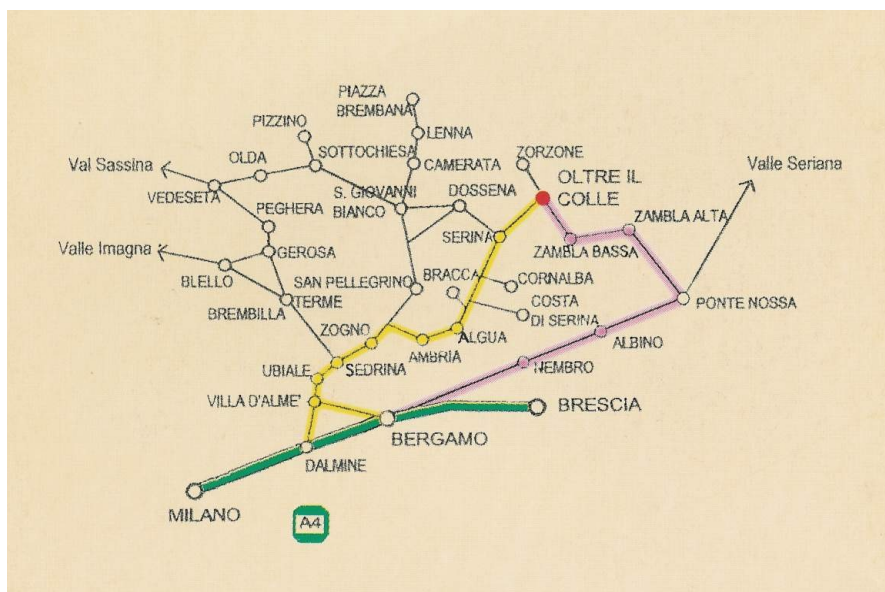 PIAZZA
BREMBANA
PIZZINO
LENNA
OLDA
SOTTOCHIESA
CAMERATA
ZORZONE
Val Sassina
Valle Seriana
VEDESETA
S. GIOVANNI
BIANCO
DOSSENA
OLTRE IL
COLLE
PEGHERA
ZAMBLA ALTA
SERINA
ZAMBLA BASSA
Valle Imagna
GEROSA
BLELLO
SAN PELLEGRINO
TERME
BRACCA
CORNALBA
BREMBILLA
COSTA
DI SERINA
PONTE NOSSA
ZOGNO
ALGUA
AMBRIA
ALBINO
UBIALE
SEDRINA
NEMBRO
VILLA D'ALME'
BRESCIA
BERGAMO
DALMINE
MILANO
A4